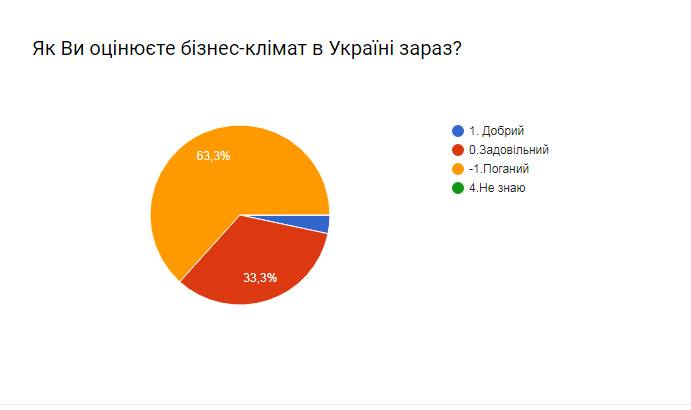 Як Ви оцінюєте бізнес-клімат в Україні зараз?
63,3%
33,3%
1. Добрий
0.Задовільний
-1.Поганий
4.Не знаю